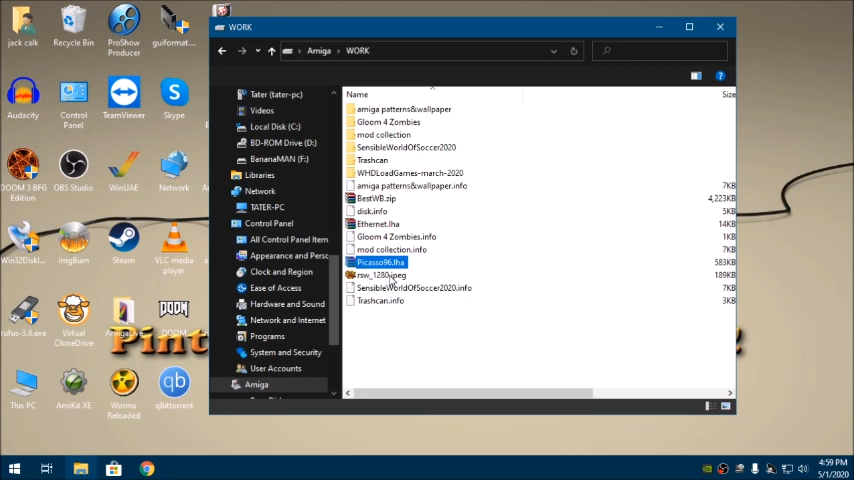 jack calk
Recycle Bin
ProShow
Producer
guiformat....
Audacity
Control
Panel
TeamViewer
Skype
DOOM 3 BFG
Edition
OBS Studio
WinUAE
Network
Win32DiskI...
ImgBurn
Steam
VLC media
player
rufus-3.8.exe
Virtual
CloneDrive
DOOM
This PC
AmiKit XE
Worms
Reloaded
qBittorrent
Pint
WORK
Amiga
WORK
Tater (tater-pc)
Videos
Local Disk (C:)
BD-ROM Drive (D:)
BananaMAN (F:)
Libraries
Network
TATER-PC
Control Panel
All Control Panel Item
Appearance and Perso
Clock and Region
Ease of Access
Hardware and Sound
Network and Internet
Programs
System and Security
User Accounts
Amiga
Name
Size
amiga patterns&wallpaper
Gloom 4 Zombies
mod collection
SensibleWorldOfSoccer2020
Trashcan
WHDLoadGames-march-2020
amiga patterns&wallpaper.info
7KB
BestWB.zip
4,223KB
disk.info
5KB
Ethernet.lha
14KB
Gloom 4 Zombies.info
1KB
mod collection.info
7KB
Picasso96.lha
583KB
rsw_1280.jpeg
189KB
SensibleWorldOfSoccer2020.info
7KB
Trashcan.info
3KB
4:59 PM
5/1/2020